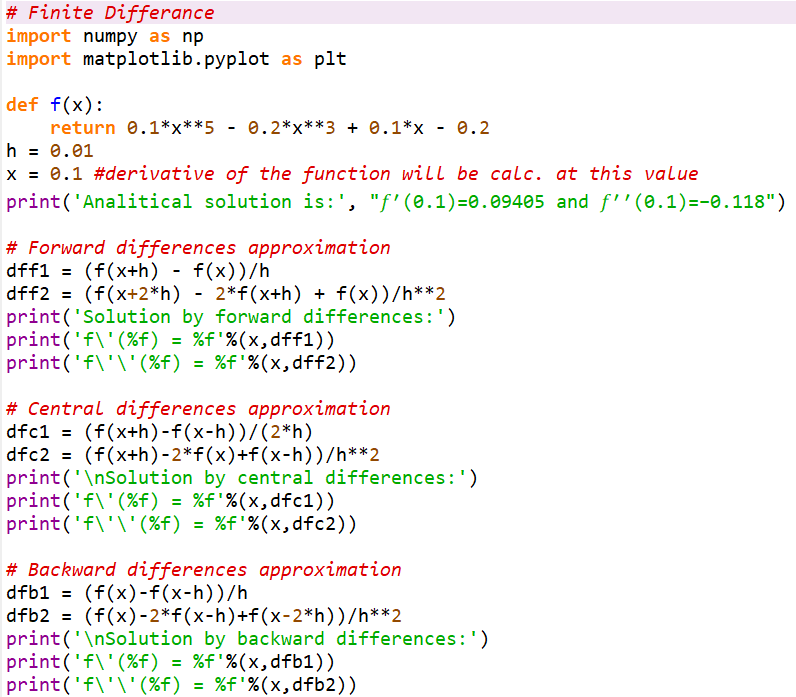 # Finite Differance
import numpy as np
import matplotlib.pyplot as plt
def f(x):
    return 0.1*x**5 - 0.2*x**3 + 0.1*x - 0.2
h = 0.01
x = 0.1 #derivative of the function will be calc. at this value
print('Analitical solution is:', "𝑓′(0.1)=0.09405 and 𝑓′′(0.1)=−0.118")
# Forward differences approximation
dff1 = (f(x+h) - f(x))/h
dff2 = (f(x+2*h) - 2*f(x+h) + f(x))/h**2
print('Solution by forward differences:')
print('f\'(%f) = %f'%(x,dff1))
print('f\'\'(%f) = %f'%(x,dff2))
# Central differences approximation
dfc1 = (f(x+h)-f(x-h))/(2*h)
dfc2 = (f(x+h)-2*f(x)+f(x-h))/h**2
print('\nSolution by central differences:')
print('f\'(%f) = %f'%(x,dfc1))
print('f\'\'(%f) = %f'%(x,dfc2))
# Backward differences approximation
dfb1 = (f(x)-f(x-h))/h
dfb2 = (f(x)-2*f(x-h)+f(x-2*h))/h**2
print('\nSolution by backward differences:')
print('f\'(%f) = %f'%(x,dfb1))
print('f\'\'(%f) = %f'%(x,dfb2))